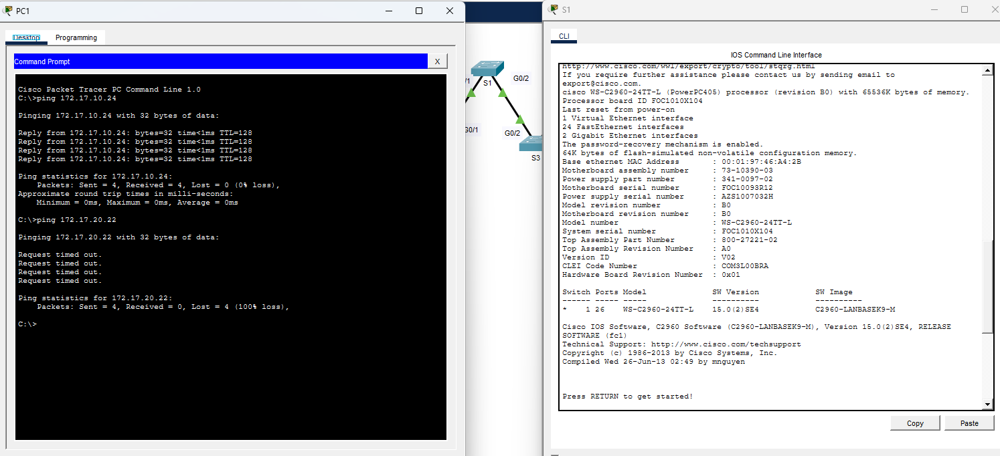 PC1
Desktop Programming
Command Prompt X
Cisco Packet Tracer PC Command Line 1.0
C:\>ping 172.17.10.24
Pinging 172.17.10.24 with 32 bytes of data:
Reply from 172.17.10.24: bytes=32 time<1ms TTL=128
Reply from 172.17.10.24: bytes=32 time<1ms TTL=128
Reply from 172.17.10.24: bytes=32 time<1ms TTL=128
Reply from 172.17.10.24: bytes=32 time<1ms TTL=128
Ping statistics for 172.17.10.24:
Packets: Sent = 4, Received = 4, Lost = 0 (0% loss),
Approximate round trip times in milli-seconds:
Minimum = 0ms, Maximum = 0ms, Average = 0ms
C:\>ping 172.17.20.22
Pinging 172.17.20.22 with 32 bytes of data:
Request timed out.
Request timed out.
Request timed out.
Request timed out.
Ping statistics for 172.17.20.22:
Packets: Sent = 4, Received = 0, Lost = 4 (100% loss),
C:\>
/1 S1 G0/2
G0/1 G0/2
S3
S1
CLI
IOS Command Line Interface
http://www.cisco.com/wwl/export/crypto/tool/stqrg.html
If you require further assistance please contact us by sending email to
export@cisco.com.
cisco WS-C2960-24TT-L (PowerPC405) processor (revision B0) with 65536K bytes of memory.
Processor board ID FOC1010X104
Last reset from power-on
1 Virtual Ethernet interface
24 FastEthernet interfaces
2 Gigabit Ethernet interfaces
The password-recovery mechanism is enabled.
64K bytes of flash-simulated non-volatile configuration memory.
Base ethernet MAC Address : 00:01:97:46:A4:2B
Motherboard assembly number : 73-10390-03
Power supply part number : 341-0097-02
Motherboard serial number : FOC10093R12
Power supply serial number : AZS1007032H
Model revision number : B0
Motherboard revision number : B0
Model number : WS-C2960-24TT-L
System serial number : FOC1010X104
Top Assembly Part Number : 800-27221-02
Top Assembly Revision Number : A0
Version ID : V02
CLEI Code Number : COM3L00BRA
Hardware Board Revision Number : 0x01
Switch Ports Model SW Version SW Image
------ ----- ----- ---------- ----------
* 1 26 WS-C2960-24TT-L 15.0(2)SE4 C2960-LANBASEK9-M
Cisco IOS Software, C2960 Software (C2960-LANBASEK9-M), Version 15.0(2)SE4, RELEASE
SOFTWARE (fc1)
Technical Support: http://www.cisco.com/techsupport
Copyright (c) 1986-2013 by Cisco Systems, Inc.
Compiled Wed 26-Jun-13 02:49 by mnguyen
Press RETURN to get started!
Copy Paste